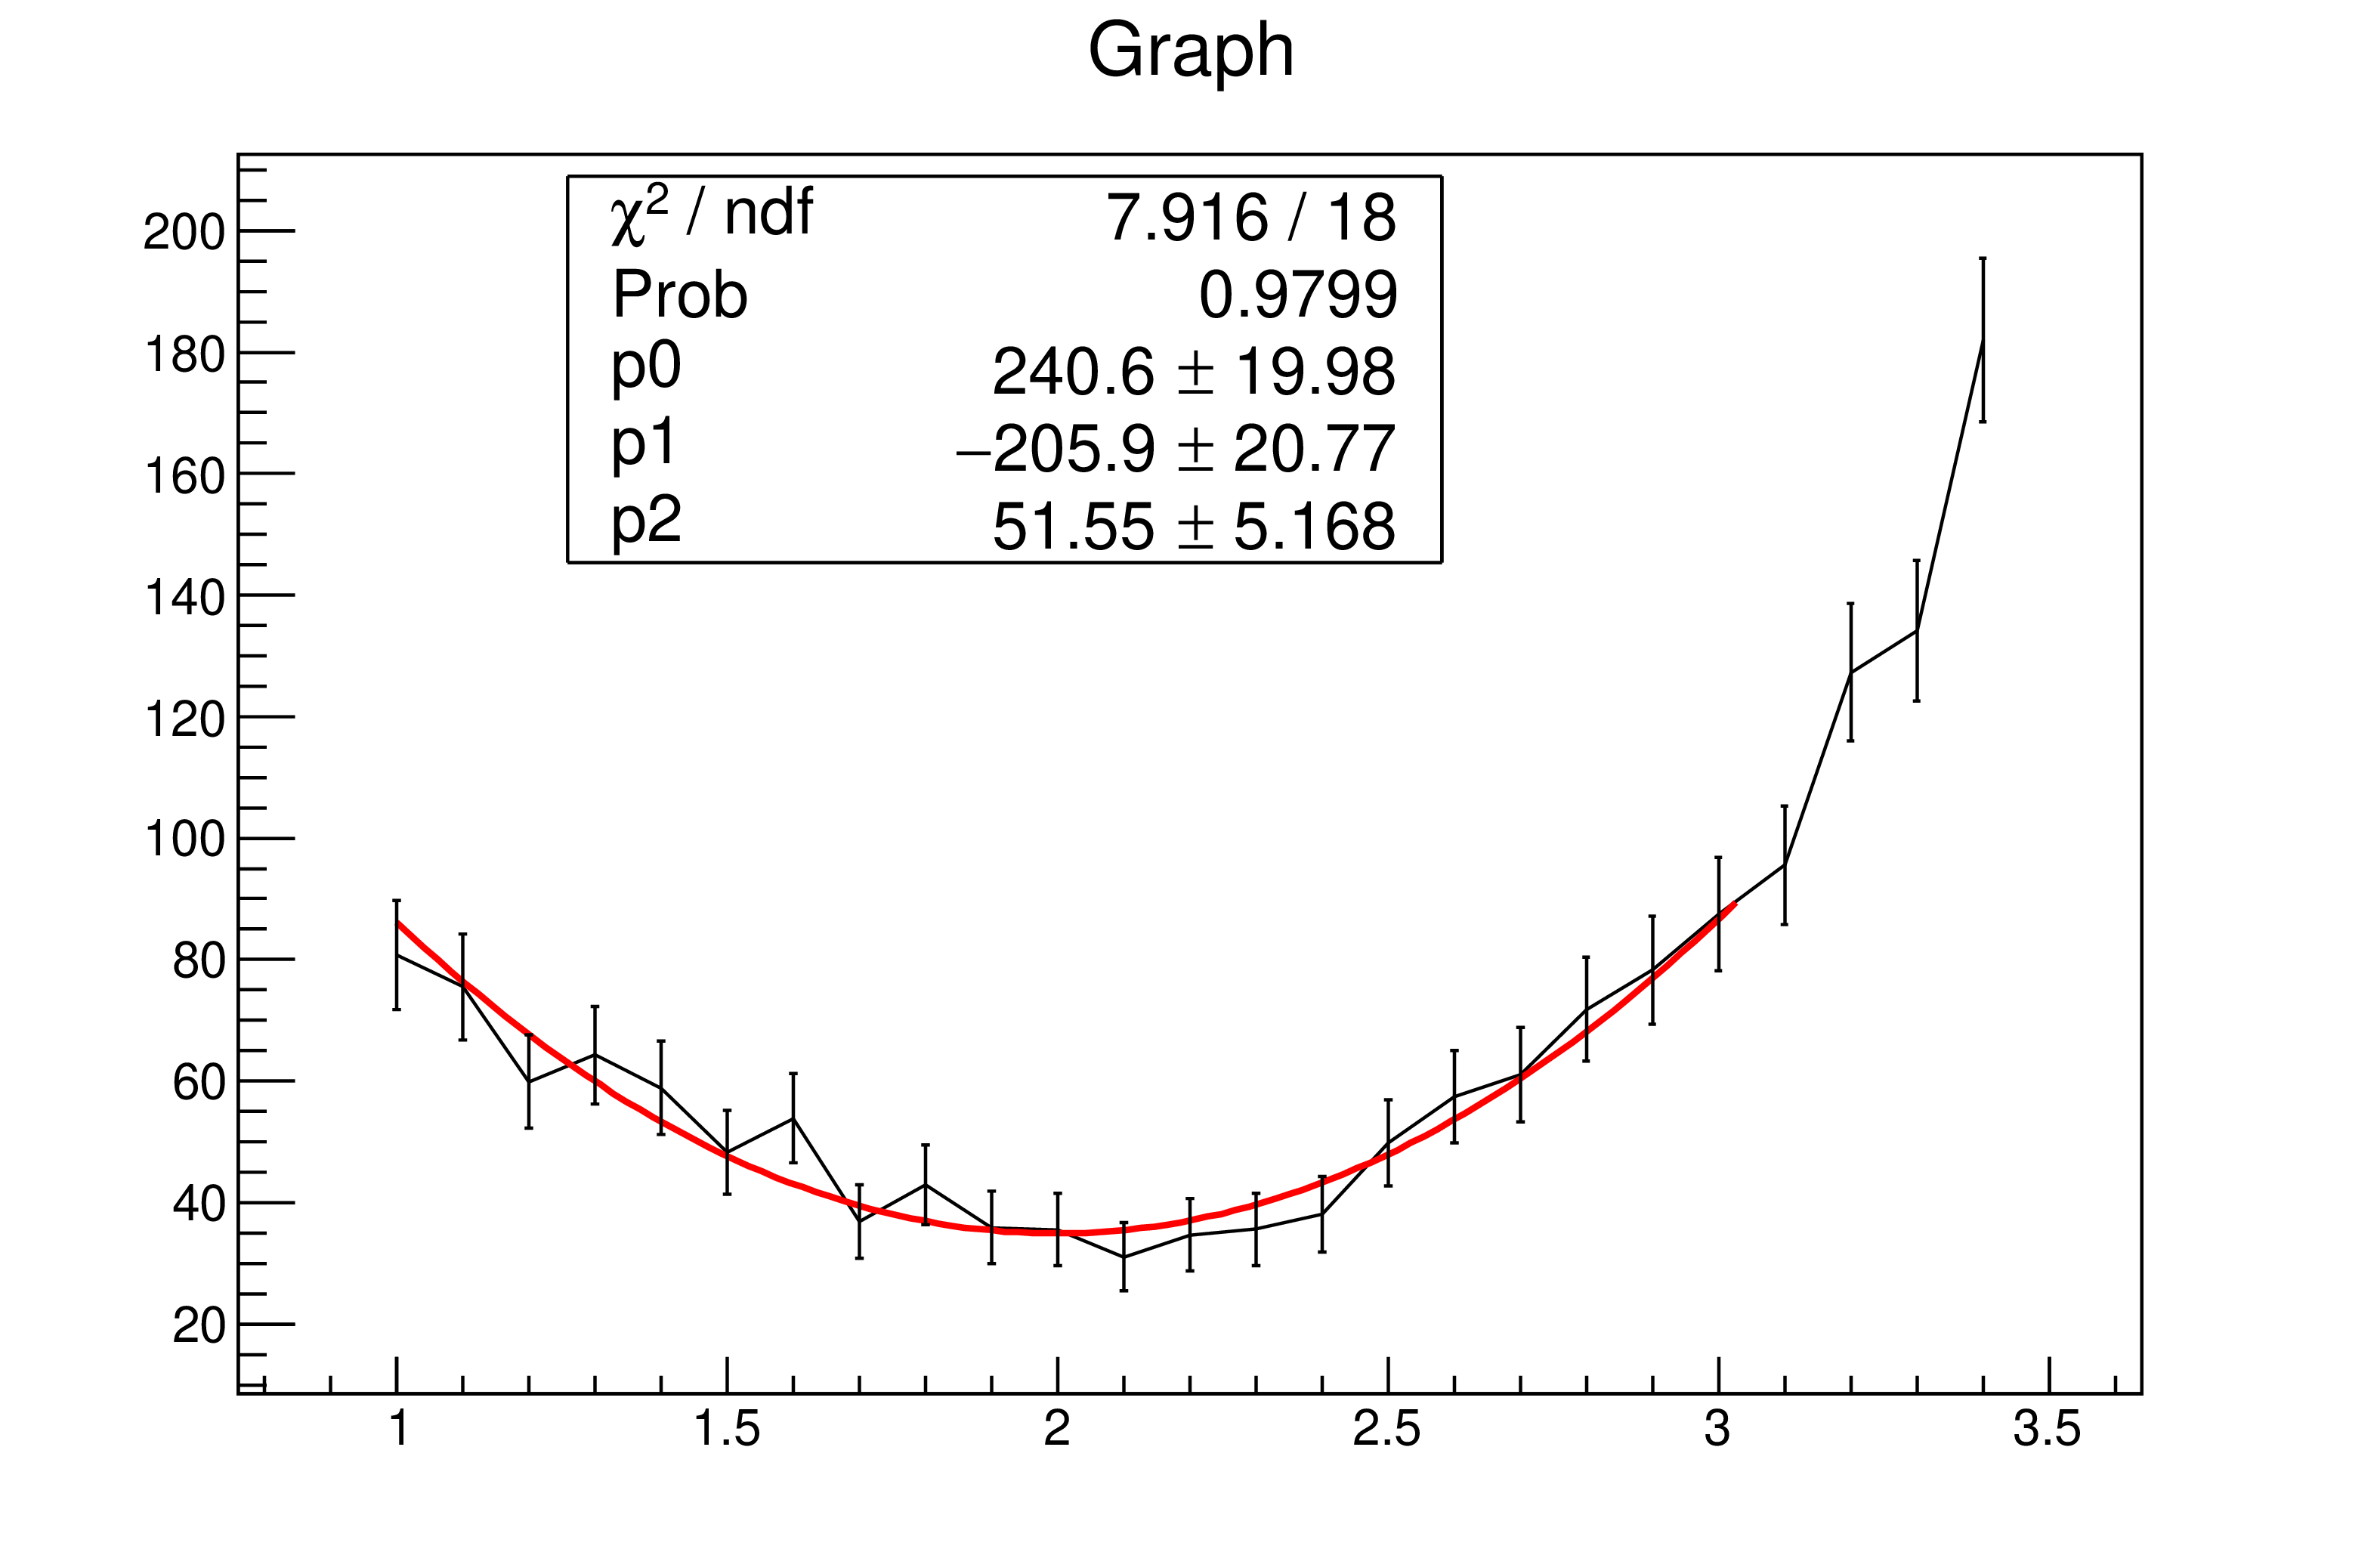 Graph
χ² / ndf 7.916 / 18
Prob 0.9799
p0 240.6 ± 19.98
p1 −205.9 ± 20.77
p2 51.55 ± 5.168
200
180
160
140
120
100
80
60
40
20
1 1.5 2 2.5 3 3.5